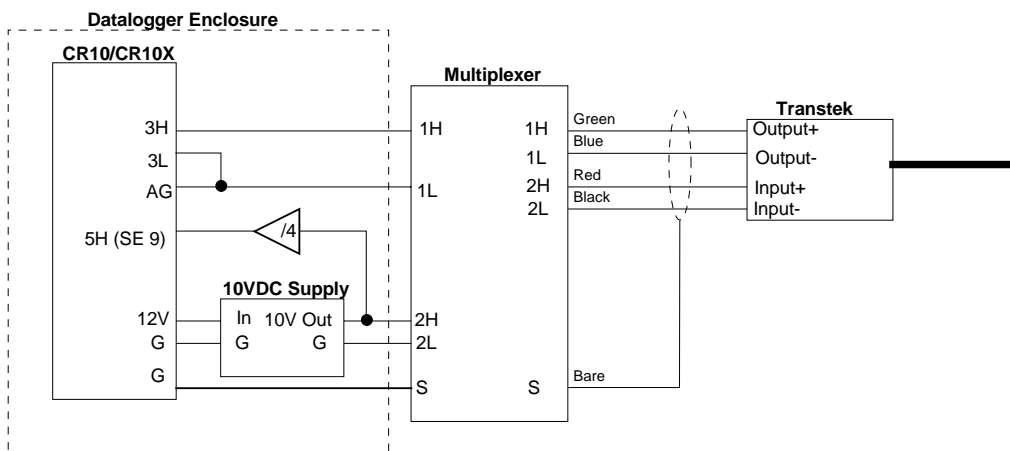 Datalogger Enclosure
CR10/CR10X
Multiplexer
Transtek
3H
1H
1H
Green
Output+
3L
1L
Blue
Output-
AG
1L
2H
Red
Input+
2L
Black
Input-
5H (SE 9)
/4
10VDC Supply
12V
In
10V Out
2H
G
G
G
2L
G
S
S
Bare